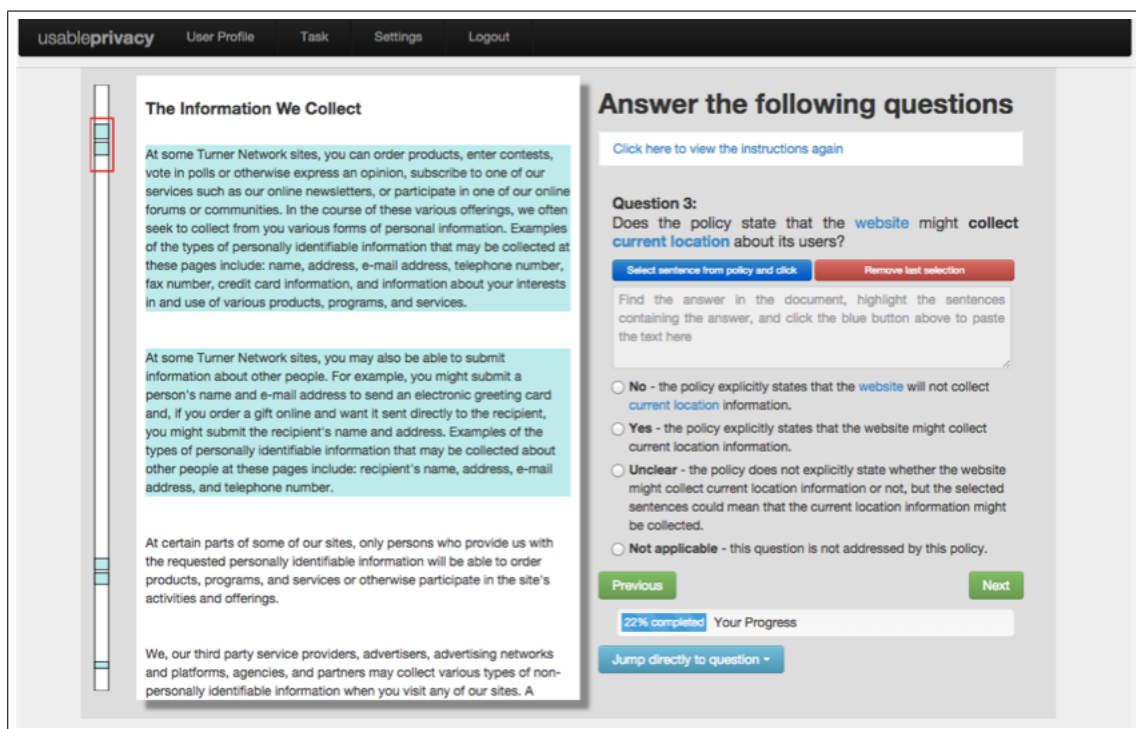 usableprivacy User Profile Task Settings Logout
The Information We Collect
At some Turner Network sites, you can order products, enter contests,
vote in polls or otherwise express an opinion, subscribe to one of our
services such as our online newsletters, or participate in one of our online
forums or communities. In the course of these various offerings, we often
seek to collect from you various forms of personal information. Examples
of the types of personally identifiable information that may be collected at
these pages include: name, address, e-mail address, telephone number,
fax number, credit card information, and information about your interests
in and use of various products, programs, and services.
At some Turner Network sites, you may also be able to submit
information about other people. For example, you might submit a
person's name and e-mail address to send an electronic greeting card
and, if you order a gift online and want it sent directly to the recipient,
you might submit the recipient's name and address. Examples of the
types of personally identifiable information that may be collected about
other people at these pages include: recipient's name, address, e-mail
address, and telephone number.
At certain parts of some of our sites, only persons who provide us with
the requested personally identifiable information will be able to order
products, programs, and services or otherwise participate in the site's
activities and offerings.
We, our third party service providers, advertisers, advertising networks
and platforms, agencies, and partners may collect various types of non-
personally identifiable information when you visit any of our sites. A
Answer the following questions
Click here to view the instructions again
Question 3:
Does the policy state that the website might collect
current location about its users?
Select sentence from policy and click Remove last selection
Find the answer in the document, highlight the sentences
containing the answer, and click the blue button above to paste
the text here
No - the policy explicitly states that the website will not collect
current location information.
Yes - the policy explicitly states that the website might collect
current location information.
Unclear - the policy does not explicitly state whether the website
might collect current location information or not, but the selected
sentences could mean that the current location information might
be collected.
Not applicable - this question is not addressed by this policy.
Previous Next
22% completed Your Progress
Jump directly to question